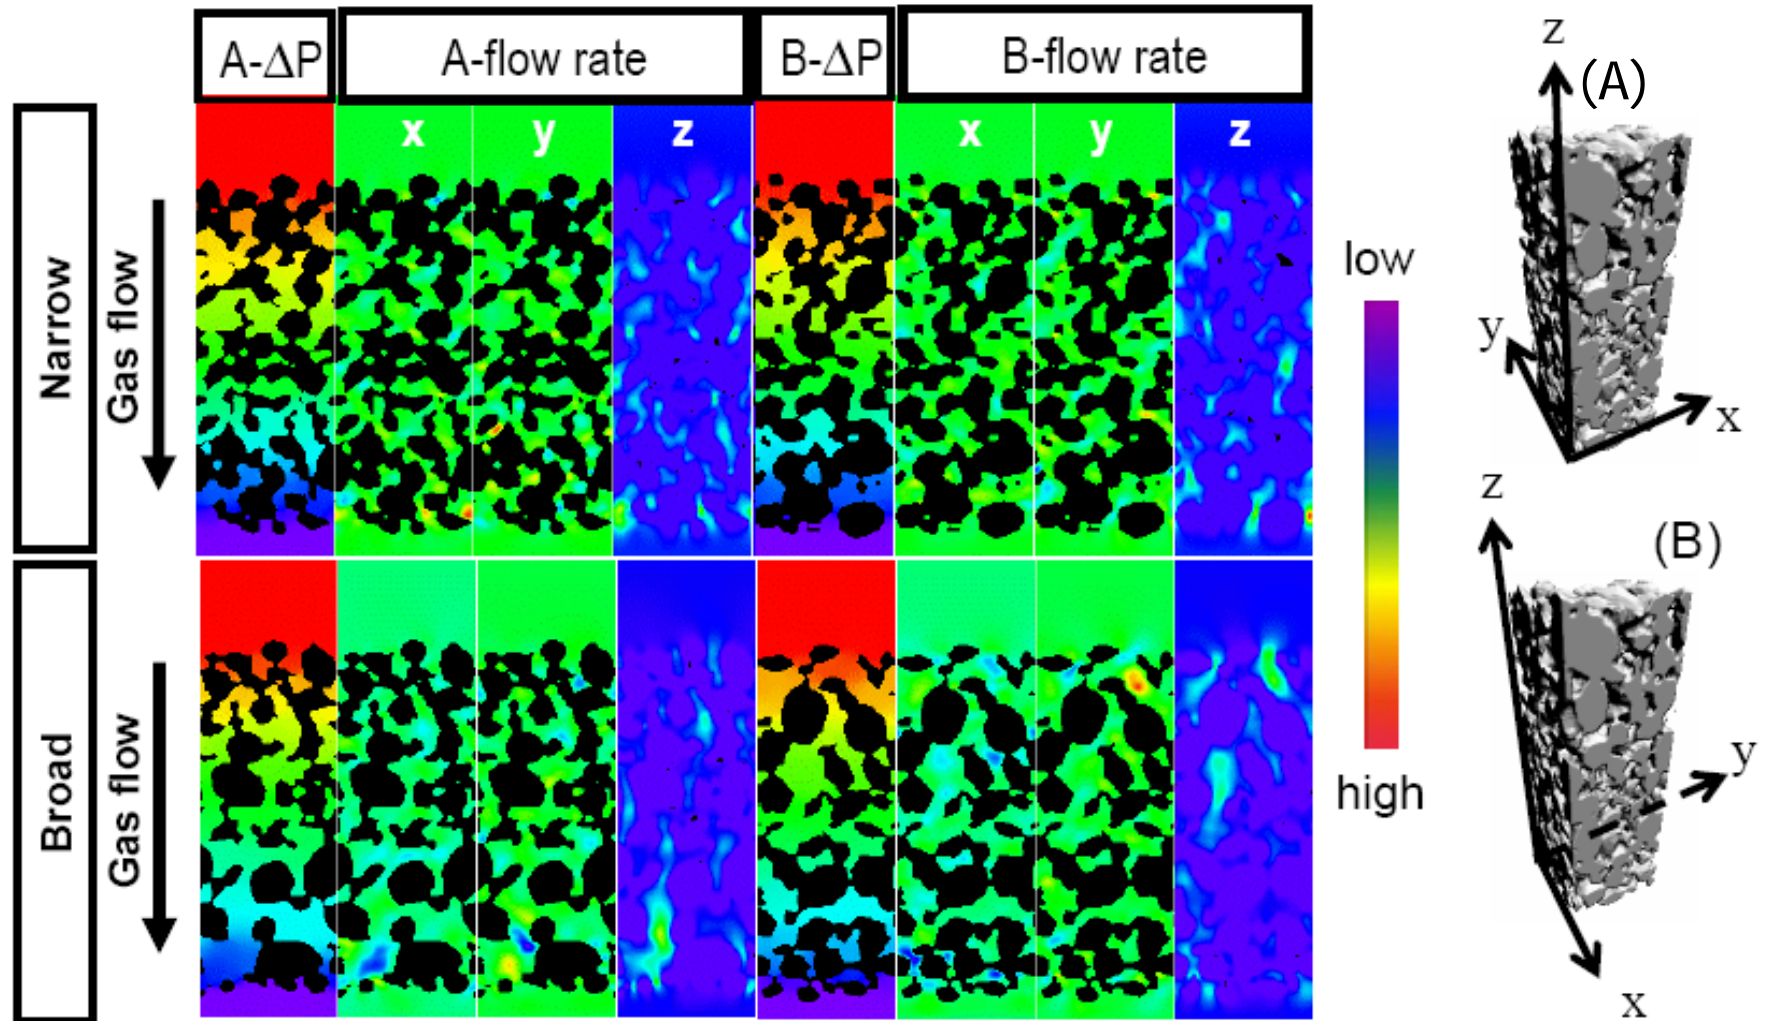 A-ΔP
A-flow rate
B-ΔP
B-flow rate
x
y
z
x
y
z
Narrow
Gas flow
Broad
Gas flow
low
high
z
(A)
y
x
z
(B)
y
x